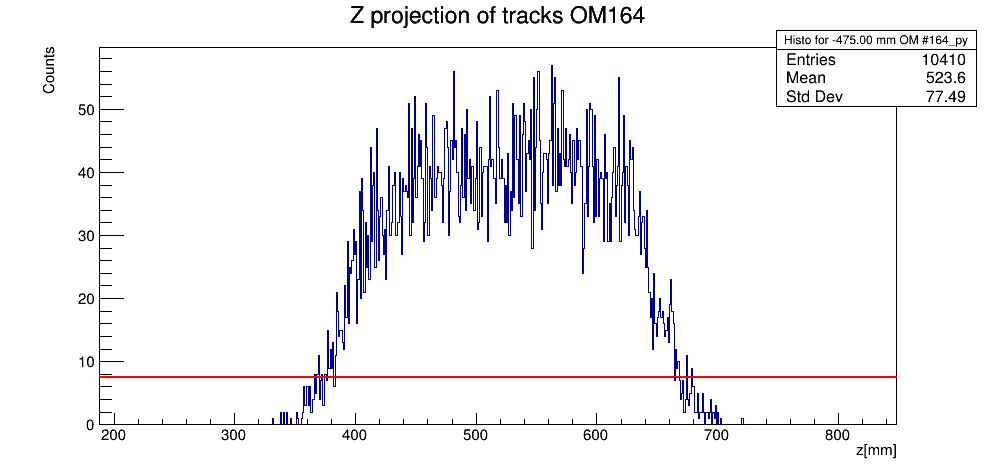 Z projection of tracks OM164
Histo for -475.00 mm OM #164_py
Entries 10410
Mean 523.6
Std Dev 77.49
Counts
50
40
30
20
10
0
200 300 400 500 600 700 800
z[mm]